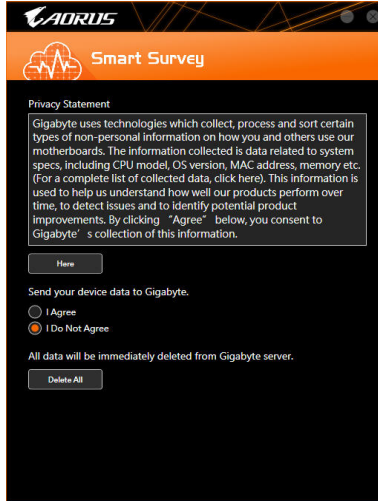 AORUS
Smart Survey
Privacy Statement
Gigabyte uses technologies which collect, process and sort certain
types of non-personal information on how you and others use our
motherboards. The information collected is data related to system
specs, including CPU model, OS version, MAC address, memory etc.
(For a complete list of collected data, click here). This information is
used to help us understand how well our products perform over
time, to detect issues and to identify potential product
improvements. By clicking “Agree” below, you consent to
Gigabyte’ s collection of this information.
Here
Send your device data to Gigabyte.
I Agree
I Do Not Agree
All data will be immediately deleted from Gigabyte server.
Delete All